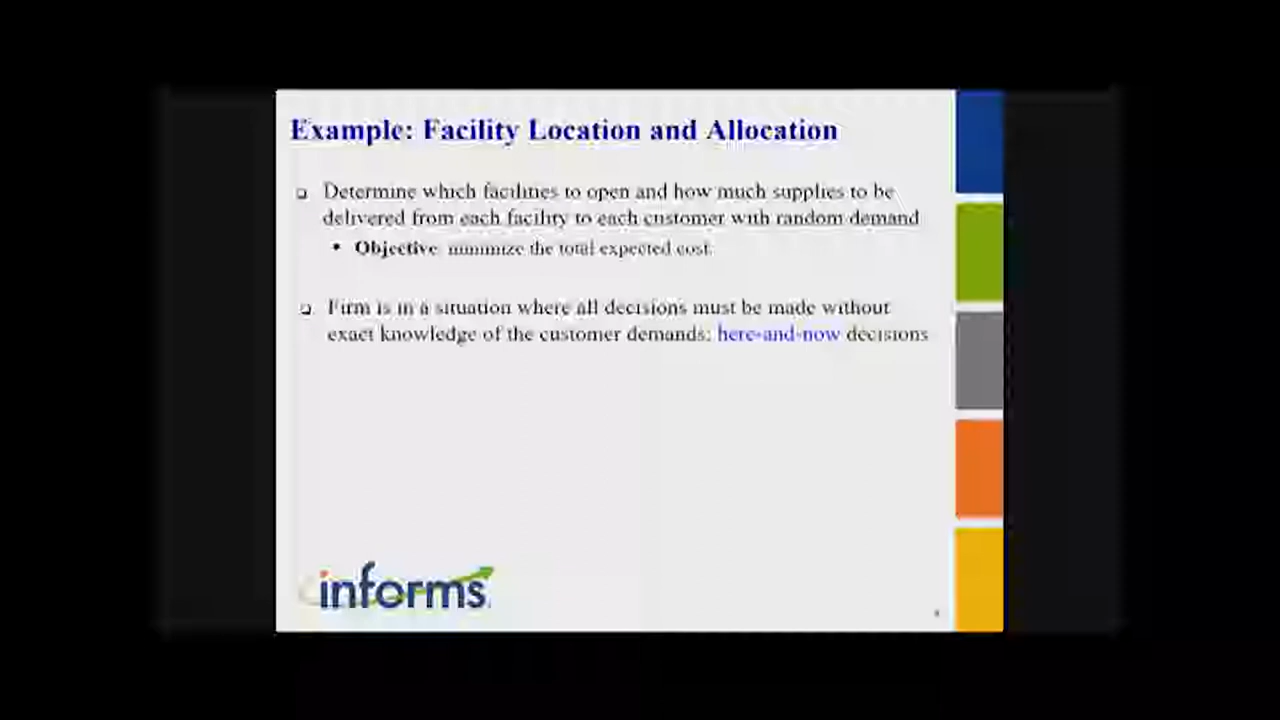 Example: Facility Location and Allocation
Determine which facilities to open and how much supplies to be
delivered from each facility to each customer with random demand
• Objective: minimize the total expected cost.
Firm is in a situation where all decisions must be made without
exact knowledge of the customer demands: here-and-now decisions
informs